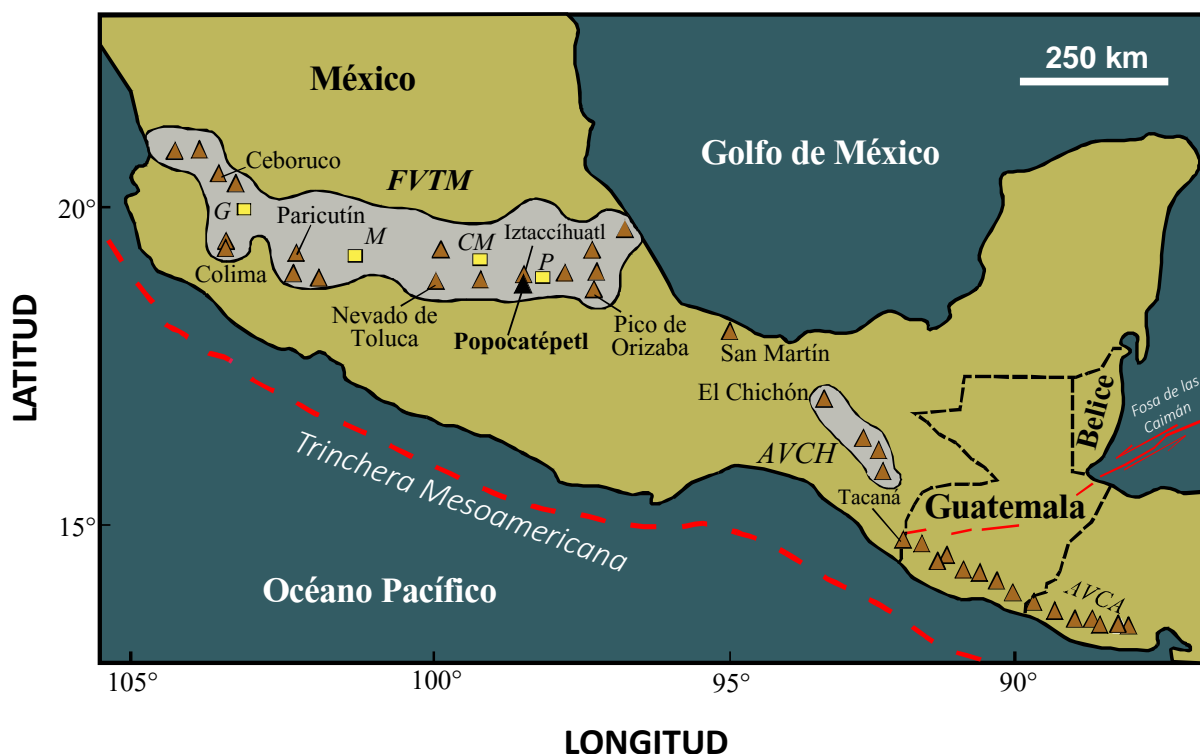 250 km
México
Golfo de México
Ceboruco
FVTM
20°
G
Paricutín
M
CM
Iztaccíhuatl
P
Colima
Nevado de
Toluca
Popocatépetl
Pico de
Orizaba
San Martín
El Chichón
Belice
Fosa de las
Caimán
AVCH
Trinchera Mesoamericana
Tacaná
Guatemala
15°
Océano Pacífico
AVCA
105°
100°
95°
90°
LATITUD
LONGITUD